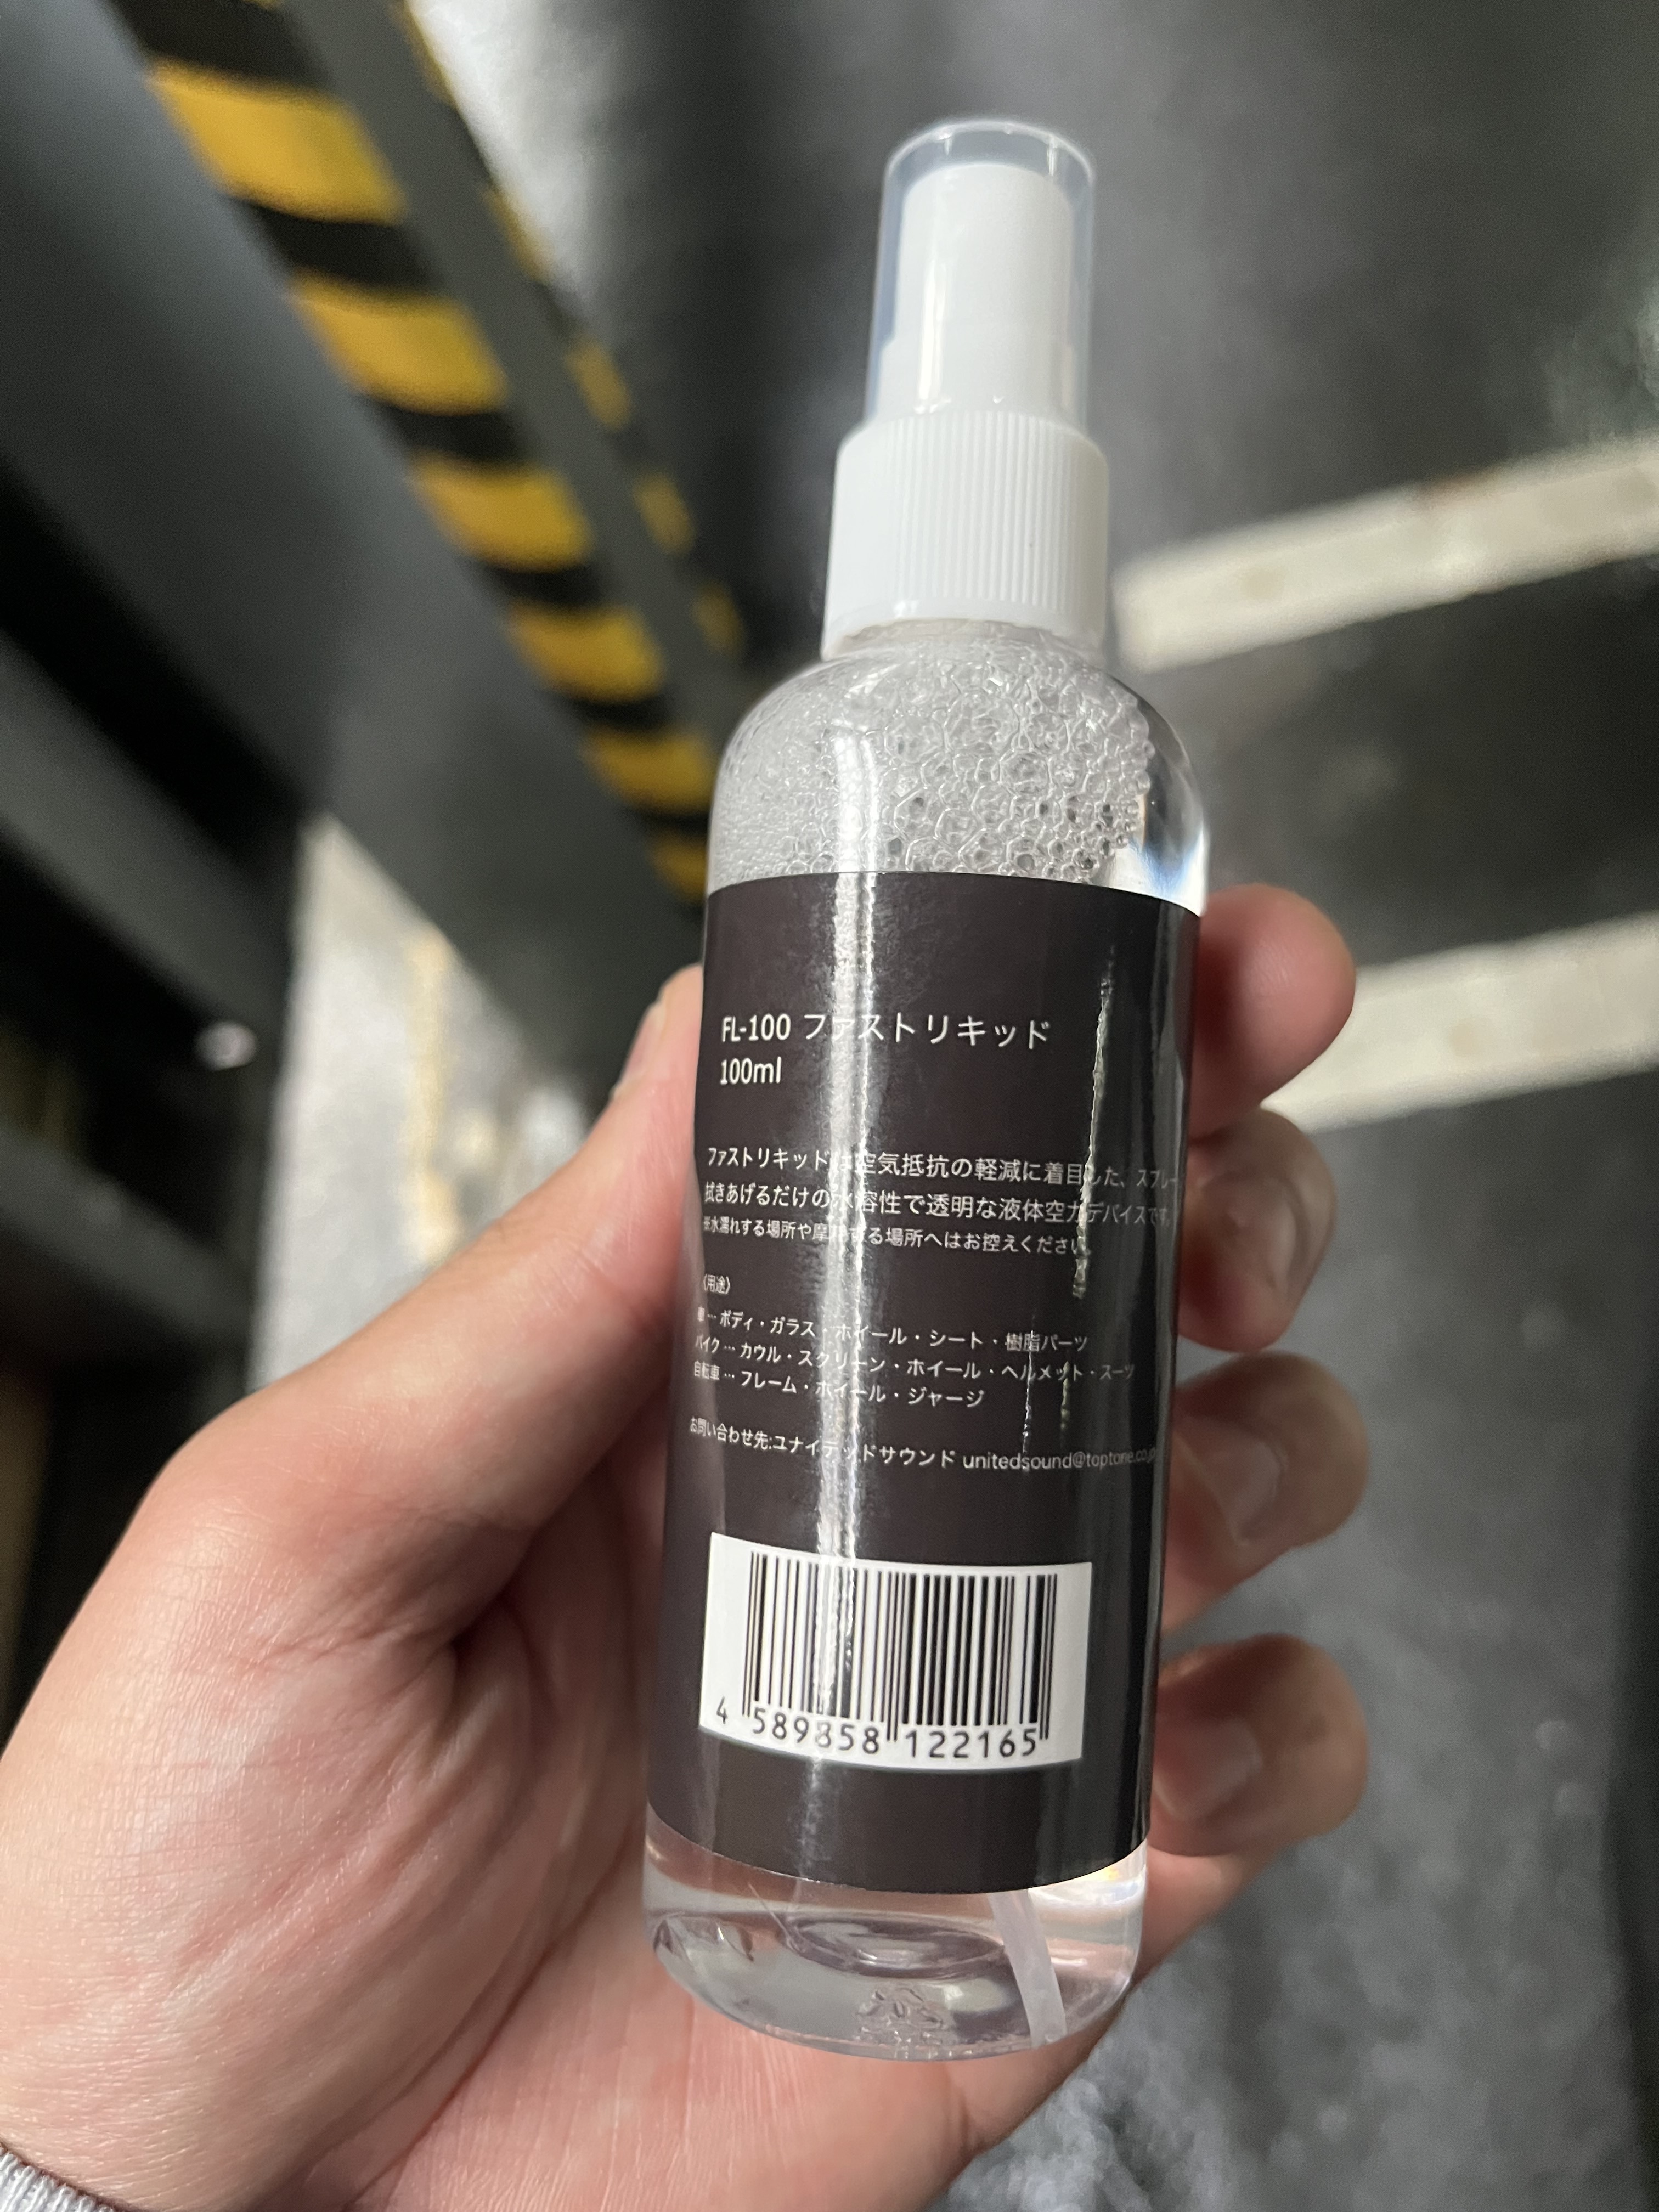 FL-100 ファストリキッド
100ml
ファストリキッドは空気抵抗の軽減に着目した、スプレー
拭きあげるだけの水溶性で透明な液体空力デバイスです。
※水濡れする場所や摩擦する場所へはお控えください。
《用途》
車 … ボディ・ガラス・ホイール・シート・樹脂パーツ
バイク … カウル・スクリーン・ホイール・ヘルメット・スーツ
自転車 … フレーム・ホイール・ジャージ
お問い合わせ先:ユナイテッドサウンド unitedsound@toptone.co.jp
4 589858 122165